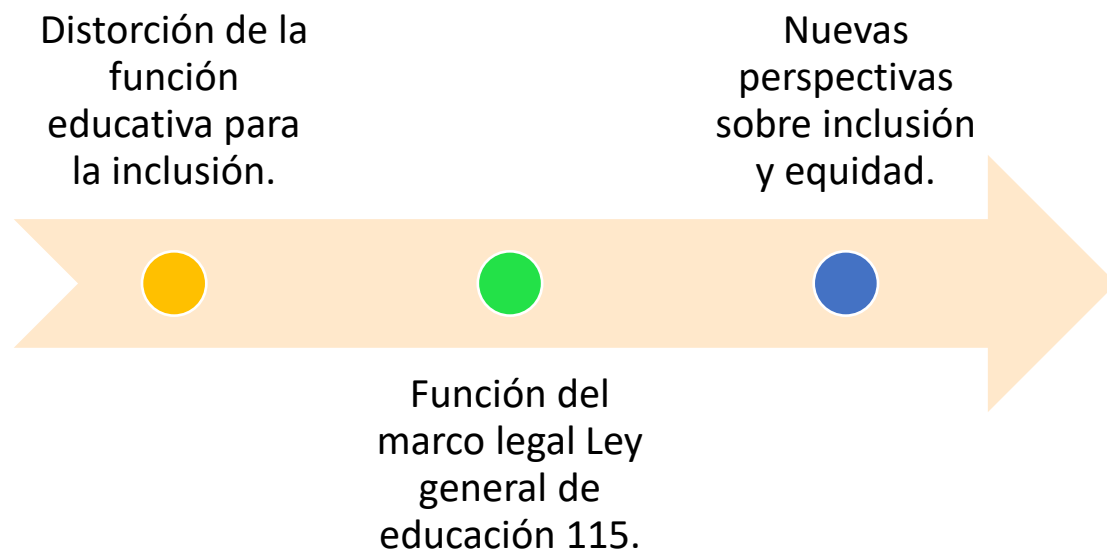 Distorción de la
función
educativa para
la inclusión.
Función del
marco legal Ley
general de
educación 115.
Nuevas
perspectivas
sobre inclusión
y equidad.